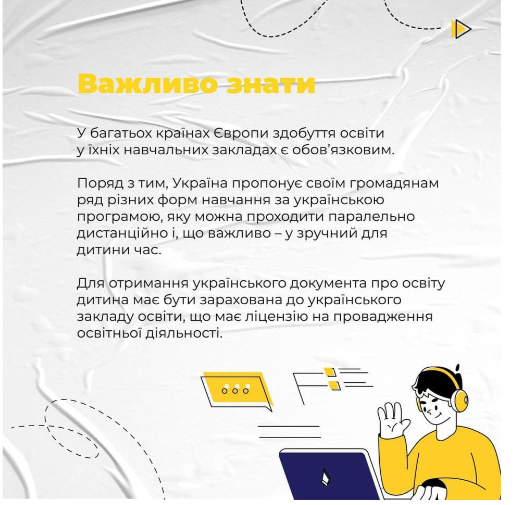 Важливо знати
У багатьох країнах Європи здобуття освіти
у їхніх навчальних закладах є обов’язковим.
Поряд з тим, Україна пропонує своїм громадянам
ряд різних форм навчання за українською
програмою, яку можна проходити паралельно
дистанційно і, що важливо – у зручний для
дитини час.
Для отримання українського документа про освіту
дитина має бути зарахована до українського
закладу освіти, що має ліцензію на провадження
освітньої діяльності.